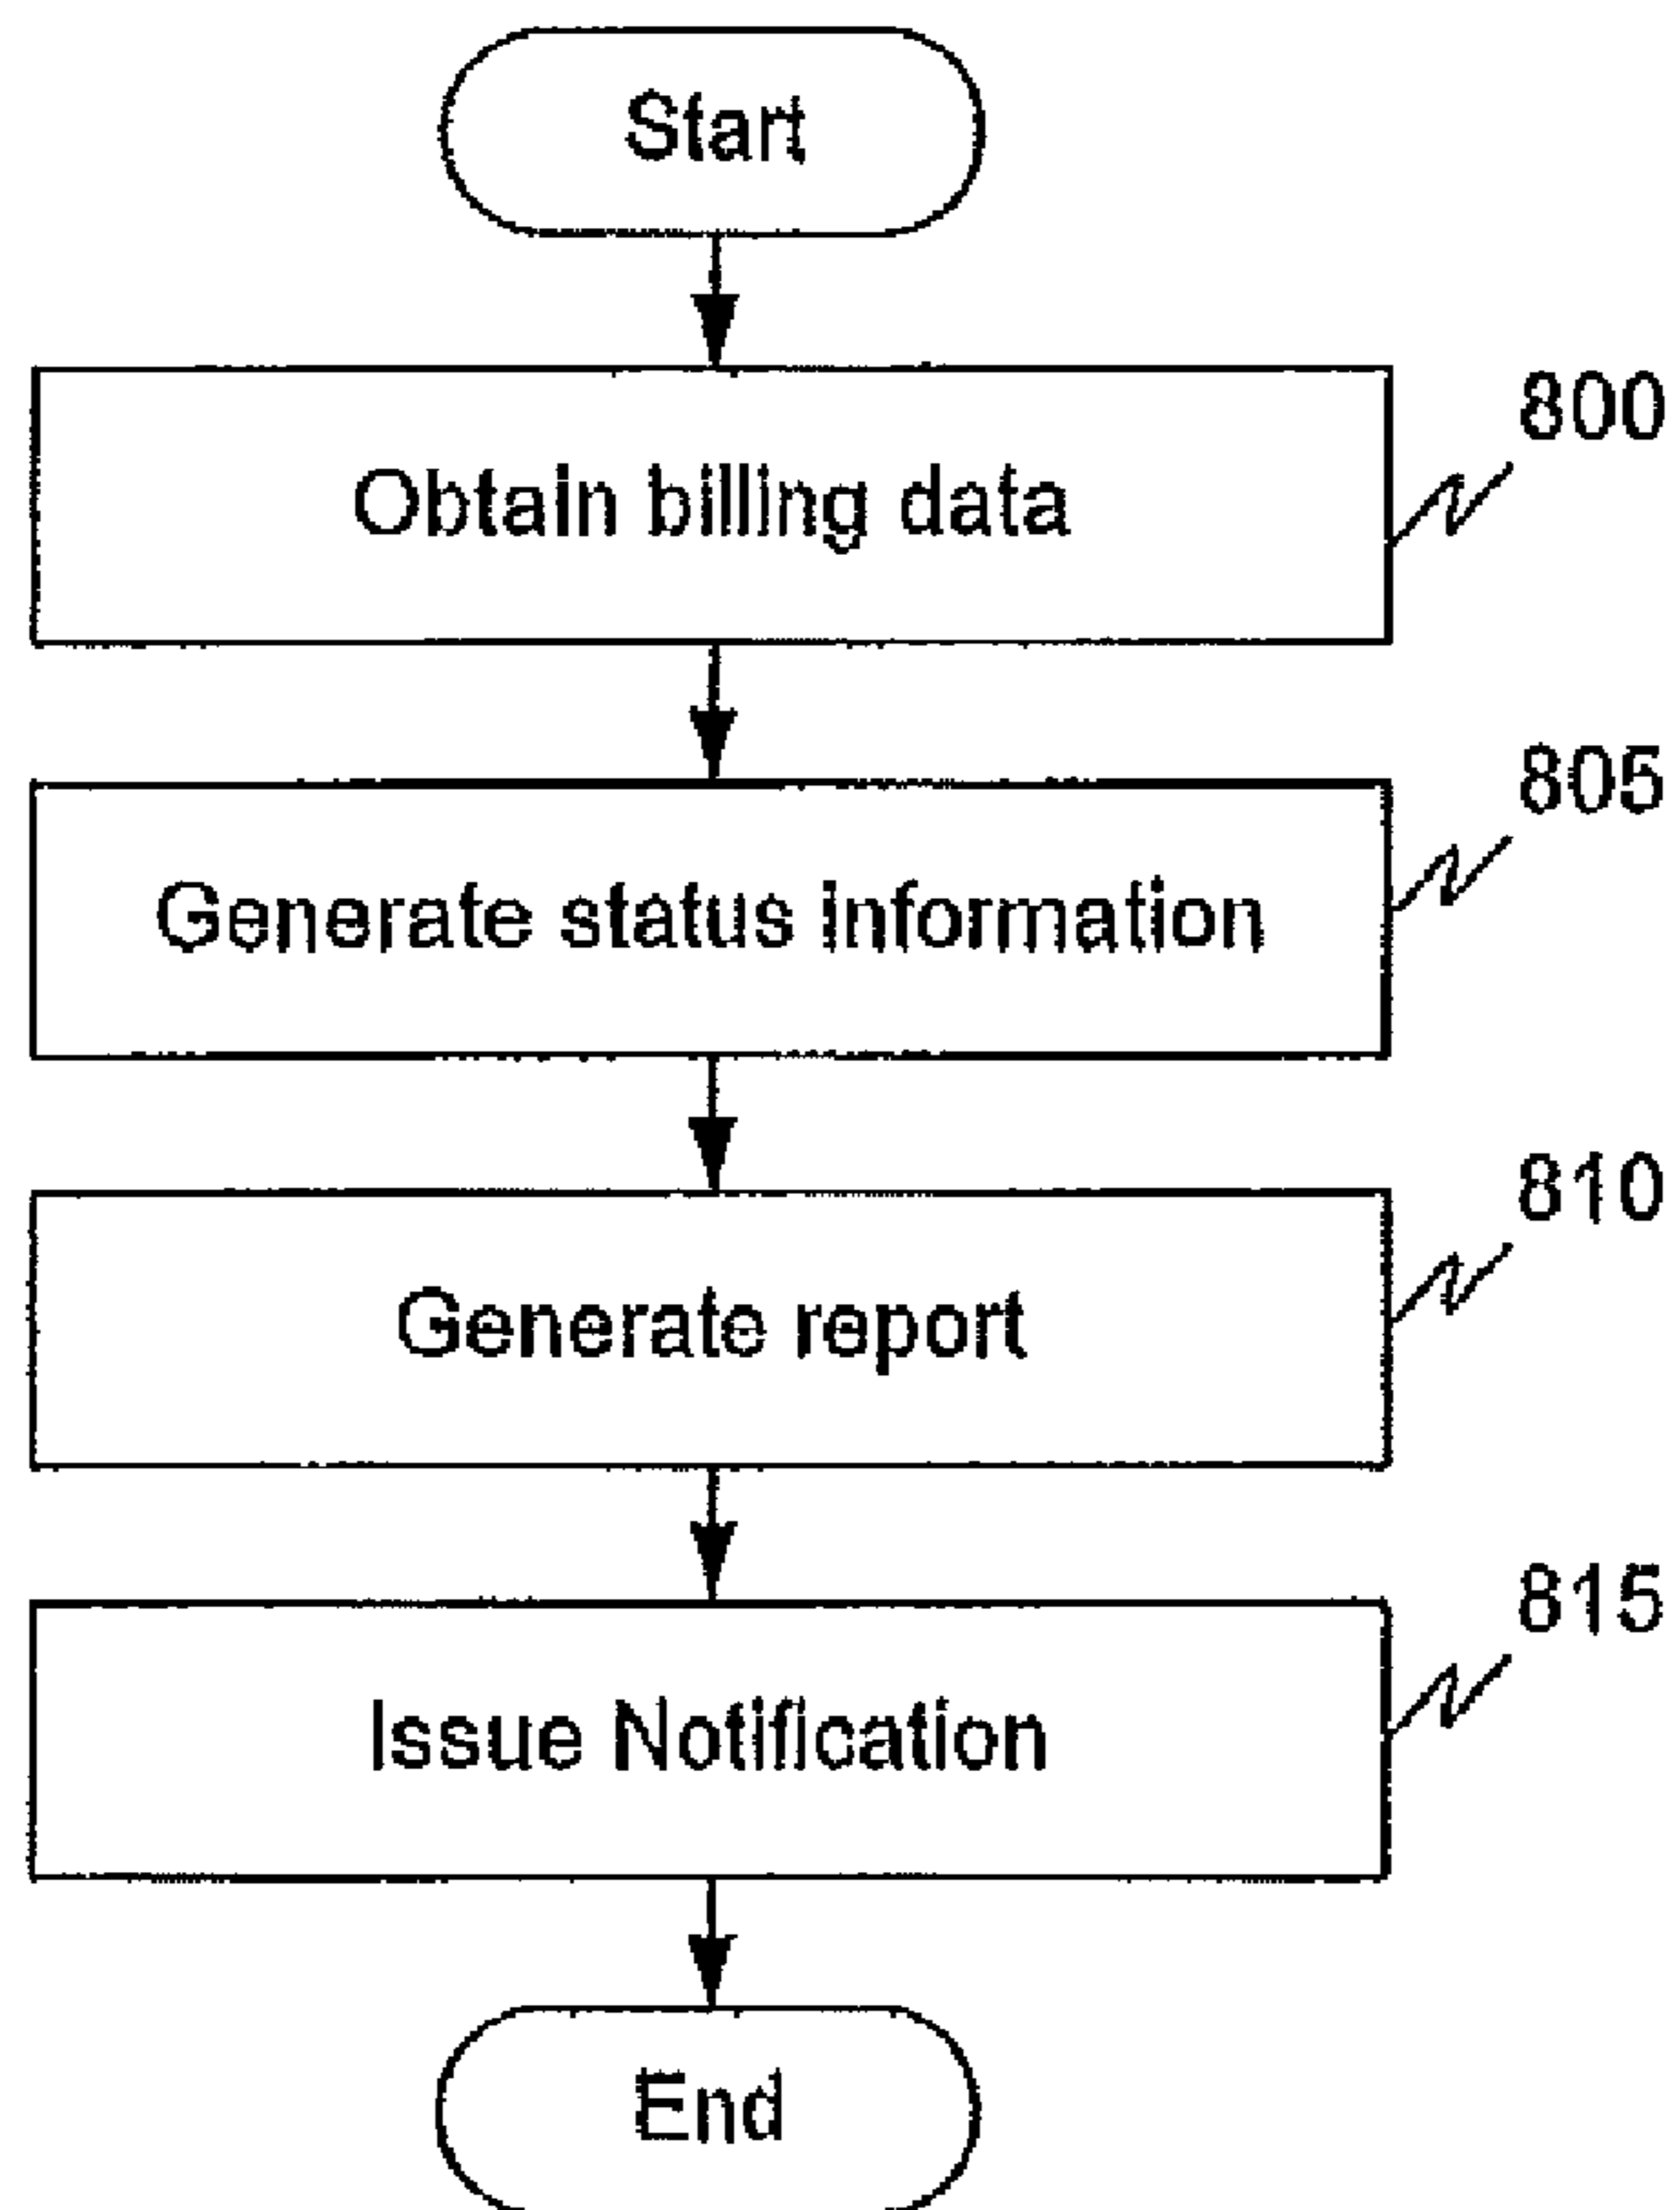 Start
800
Obtain billing data
805
Generate status information
810
Generate report
815
Issue Notification
End